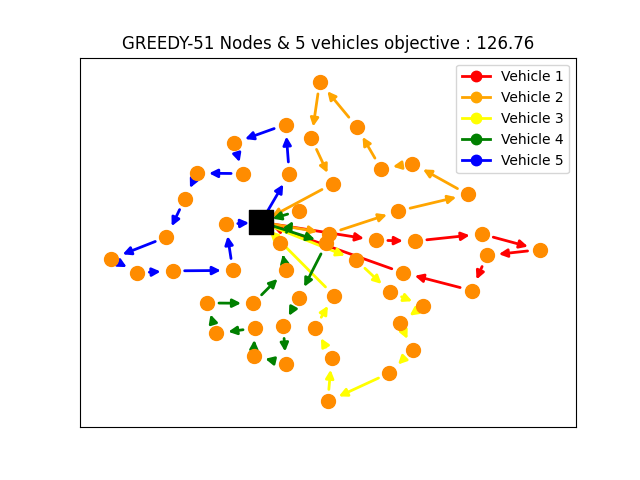 GREEDY-51 Nodes & 5 vehicles objective : 126.76
Vehicle 1
Vehicle 2
Vehicle 3
Vehicle 4
Vehicle 5